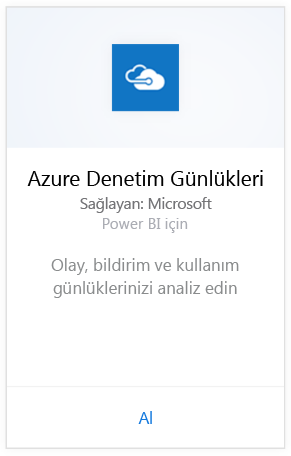 Azure Denetim Günlükleri
Sağlayan: Microsoft
Power BI için
Olay, bildirim ve kullanım
günlüklerinizi analiz edin
Al